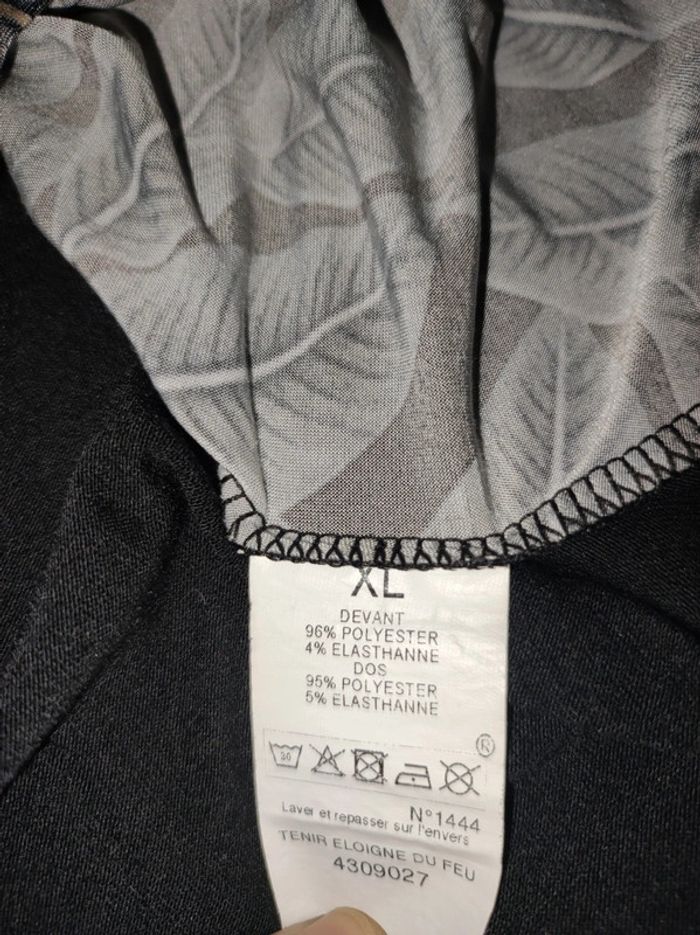 XL
DEVANT
96% POLYESTER
4% ELASTHANNE
DOS
95% POLYESTER
5% ELASTHANNE
®
30
N°1444
Laver et repasser sur l'envers
TENIR ELOIGNE DU FEU
4309027